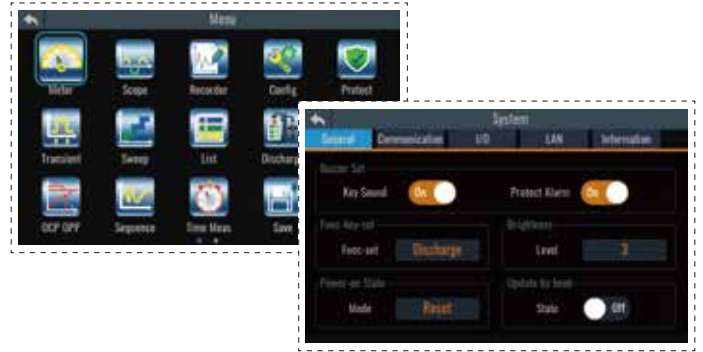 Menu
Meter Scope Recorder Config Protect
Transient Sweep List Discharg
OCP OPP Sequence Time Meas Save
System
General Communication I/O LAN Information
Buzzer Set
Key Sound On Protect Alarm On
Func key-set Brightness
Func-set Discharge Level 3
Power-on State Update by boot
Mode Reset State Off